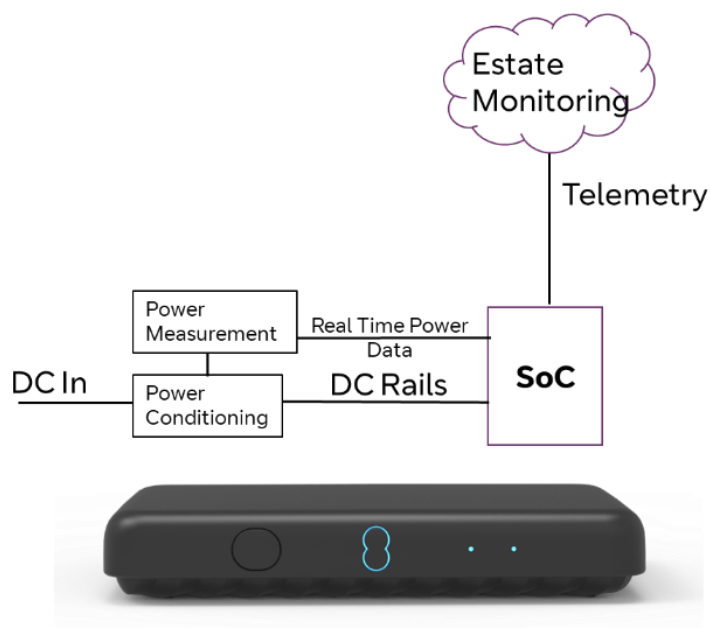 Estate
Monitoring
Telemetry
Power
Measurement
Real Time Power
Data
SoC
DC In
Power
Conditioning
DC Rails